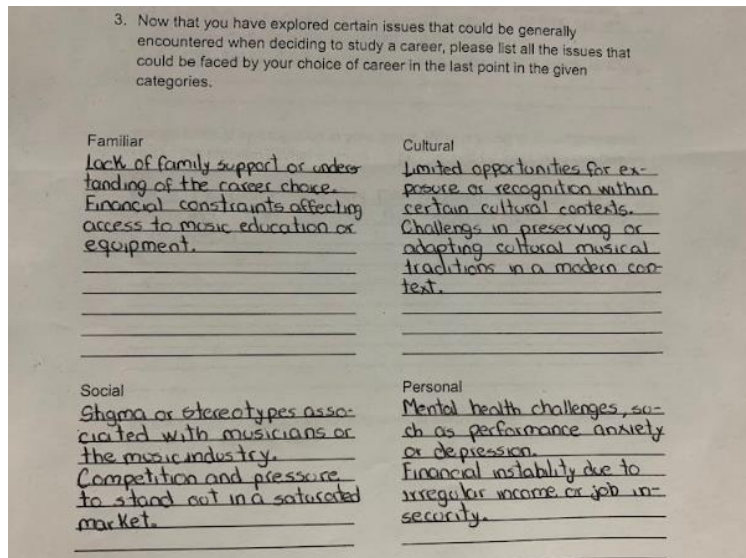 3. Now that you have explored certain issues that could be generally
encountered when deciding to study a career, please list all the issues that
could be faced by your choice of career in the last point in the given
categories.
Familiar
Lack of family support or unders
tanding of the career choice.
Financial constraints affecting
access to music education or
equipment.
Cultural
Limited opportunities for ex-
posure or recognition within
certain cultural contexts.
Challengs in preserving or
adapting cultural musical
traditions in a modern con-
text.
Social
Stigma or stereotypes asso-
ciated with musicians or
the music industry.
Competition and pressure
to stand out in a saturated
market.
Personal
Mental health challenges, su-
ch as performance anxiety
or depression.
Financial instability due to
irregular income or job in-
security.